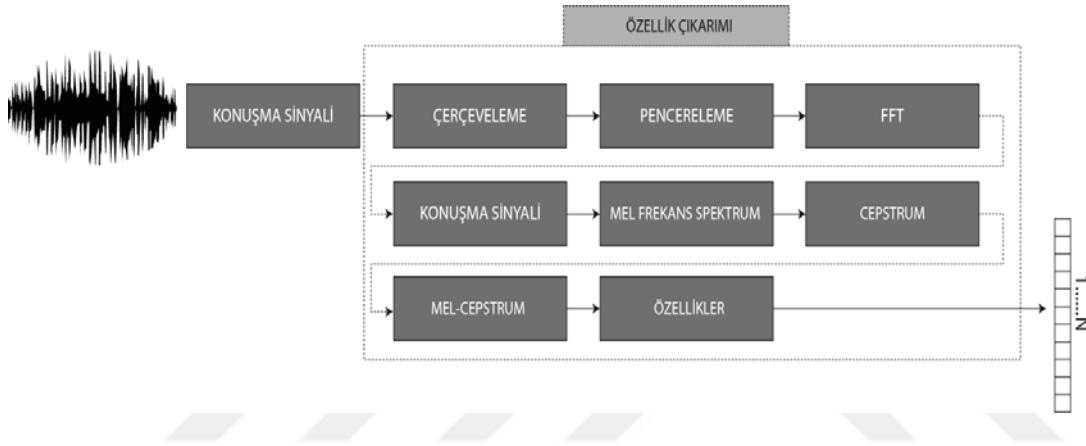 ÖZELLİK ÇIKARIMI
KONUŞMA SİNYALİ
ÇERÇEVELEME
PENCERELEME
FFT
KONUŞMA SİNYALİ
MEL FREKANS SPEKTRUM
CEPSTRUM
MEL-CEPSTRUM
ÖZELLİKLER
1.......N